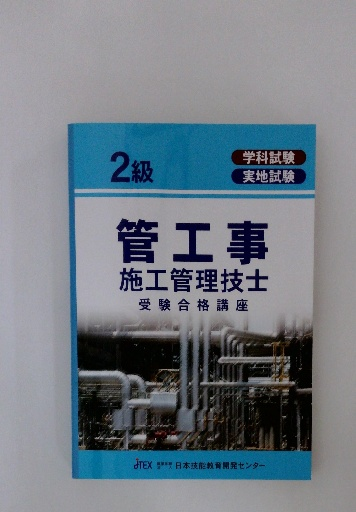 2級
学科試験
実地試験
管工事
施工管理技士
受験合格講座
JTEX 日本技能教育開発センター